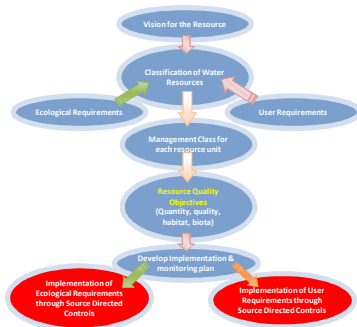 Vision for the Resource
Classification of Water
Resources
Ecological Requirements
User Requirements
Management Class for
each resource unit
Resource Quality
Objectives
(Quantity, quality,
habitat, biota)
Develop Implementation &
monitoring plan
Implementation of
Ecological Requirements
through Source Directed
Controls
Implementation of User
Requirements through
Source Directed Controls